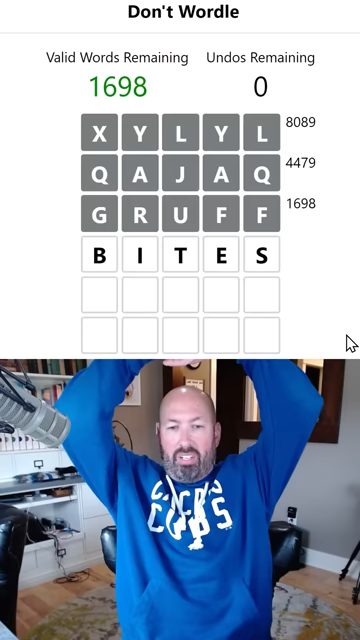 Don't Wordle
Valid Words Remaining Undos Remaining
1698 0
X Y L Y L 8089
Q A J A Q 4479
G R U F F 1698
B I T E S